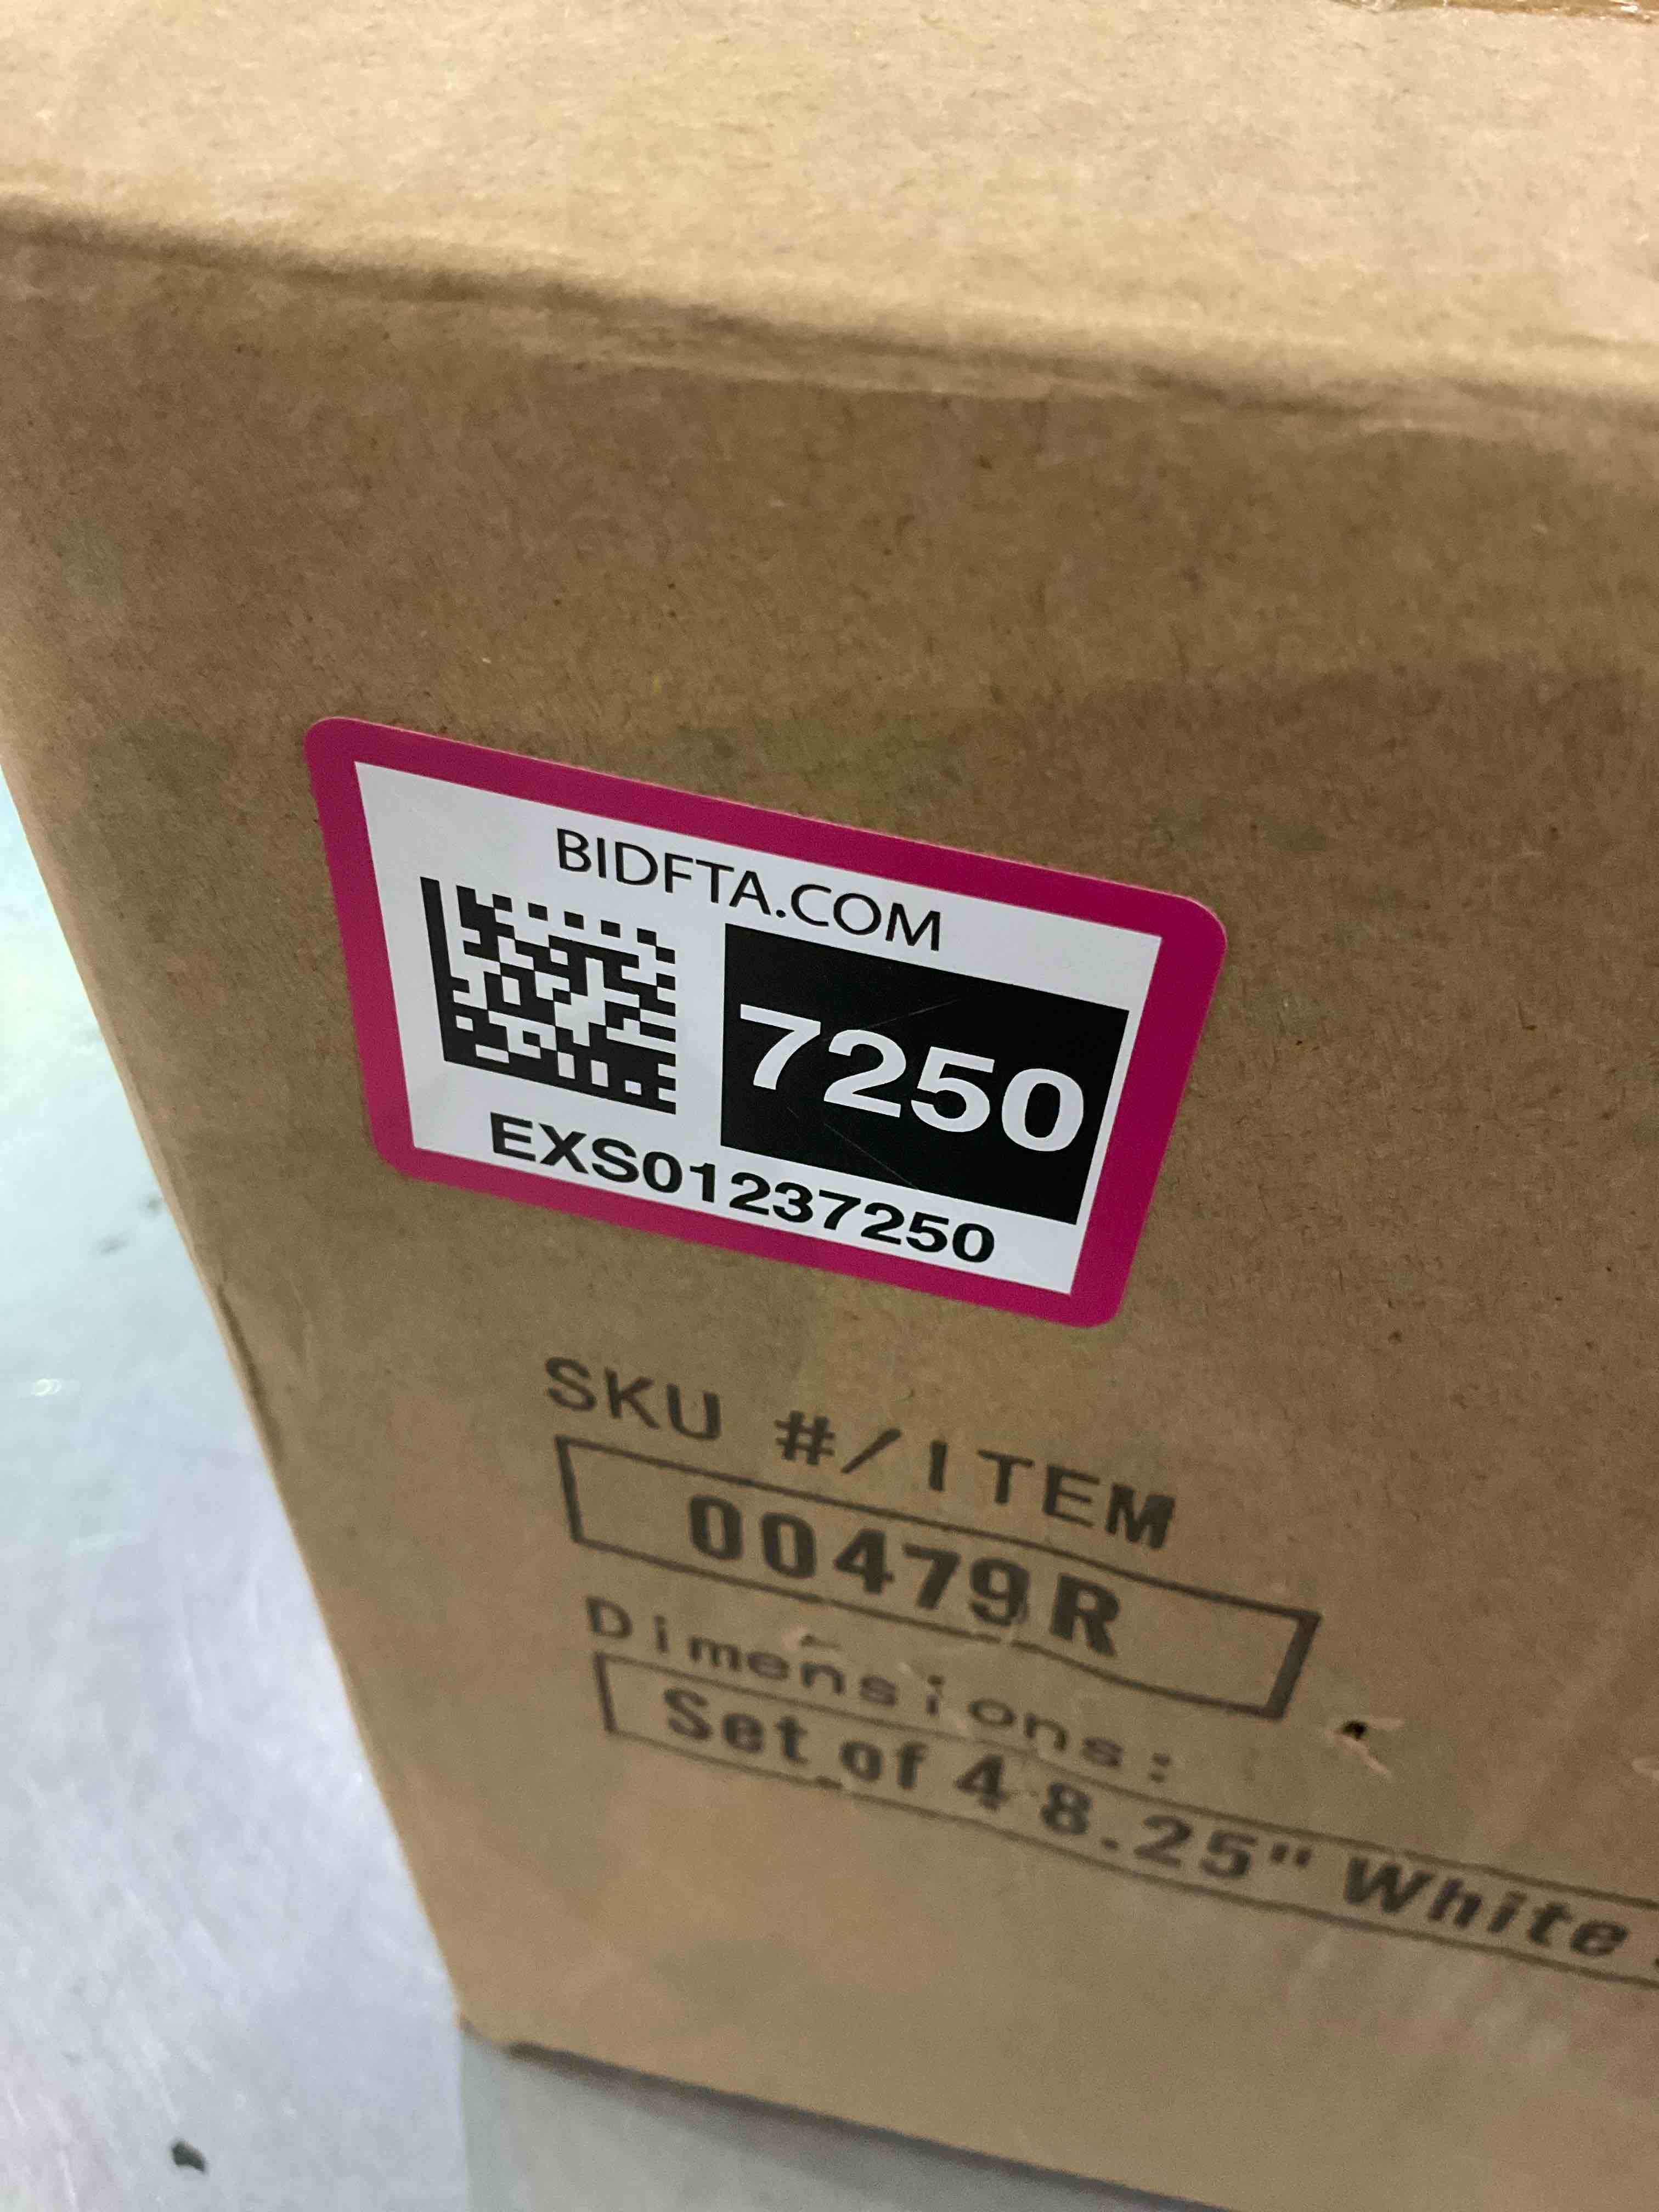 BIDFTA.COM
7250
EXS01237250
SKU #/ITEM
00479R
Dimensions:
Set of 4 8.25" White